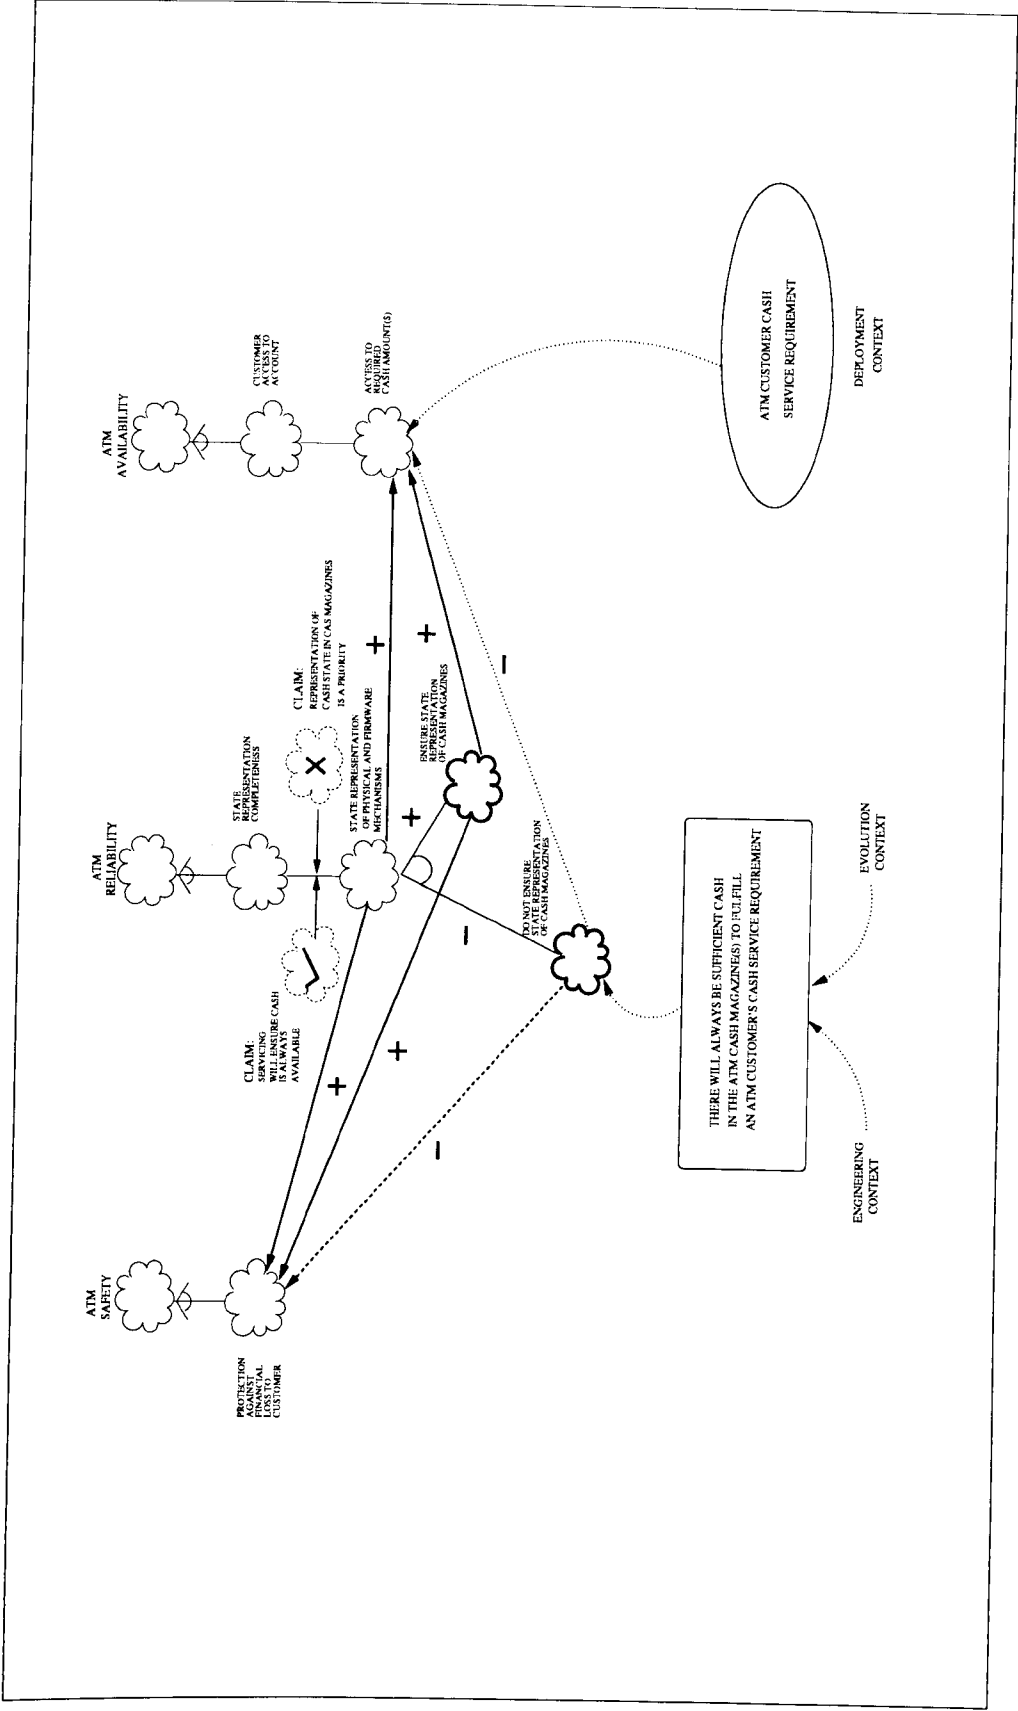 ATM
SAFETY
PROTECTION
AGAINST
FINANCIAL
LOSS TO
CUSTOMER
ATM
RELIABILITY
STATE
REPRESENTATION
COMPLETENESS
CLAIM:
SERVICING
WILL ENSURE CASH
IS ALWAYS
AVAILABLE
CLAIM:
REPRESENTATION OF
CASH STATE IN CAS MAGAZINES
IS A PRIORITY
X
STATE REPRESENTATION
OF PHYSICAL AND FIRMWARE
MECHANISMS
ATM
AVAILABILITY
CUSTOMER
ACCESS TO
ACCOUNT
ACCESS TO
REQUIRED
CASH AMOUNT(S)
+
+
+
+
+
−
−
−
ENSURE STATE
REPRESENTATION
OF CASH MAGAZINES
DO NOT ENSURE
STATE REPRESENTATION
OF CASH MAGAZINES
THERE WILL ALWAYS BE SUFFICIENT CASH
IN THE ATM CASH MAGAZINE(S) TO FULFILL
AN ATM CUSTOMER'S CASH SERVICE REQUIREMENT
ATM CUSTOMER CASH
SERVICE REQUIREMENT
ENGINEERING
CONTEXT
EVOLUTION
CONTEXT
DEPLOYMENT
CONTEXT